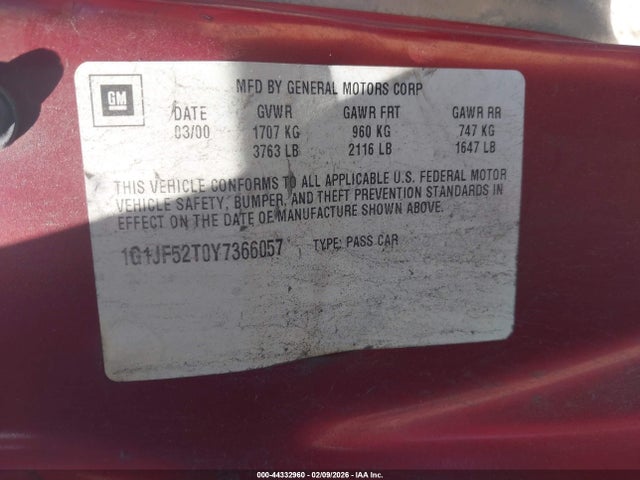 GM
MFD BY GENERAL MOTORS CORP
DATE GVWR GAWR FRT GAWR RR
03/00 1707 KG 960 KG 747 KG
3763 LB 2116 LB 1647 LB
THIS VEHICLE CONFORMS TO ALL APPLICABLE U.S. FEDERAL MOTOR
VEHICLE SAFETY, BUMPER, AND THEFT PREVENTION STANDARDS IN
EFFECT ON THE DATE OF MANUFACTURE SHOWN ABOVE.
1G1JF52T0Y7366057 TYPE: PASS CAR
000-44332960 - 02/09/2026 - IAA Inc.